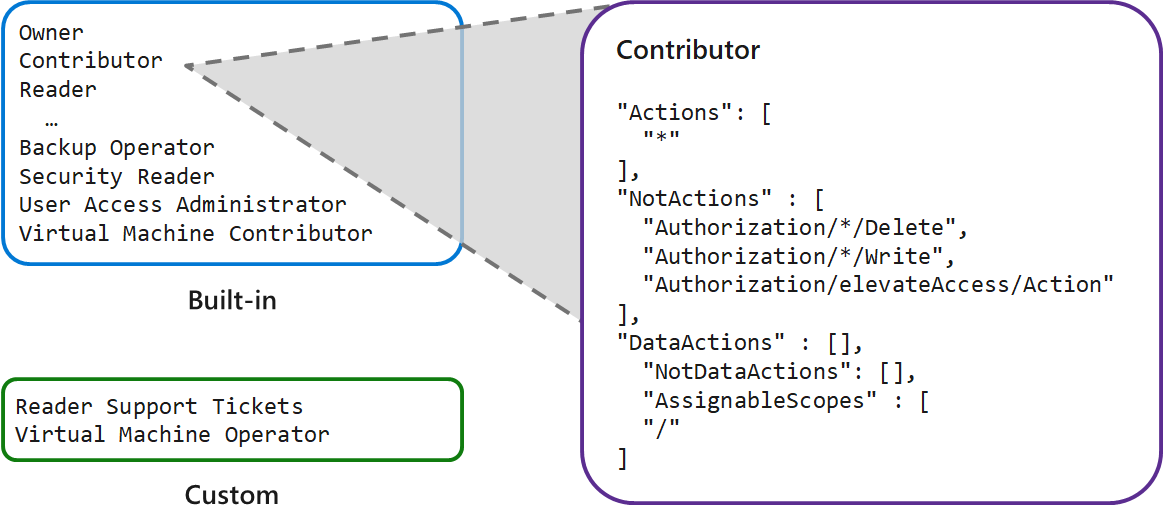 Owner
Contributor
Reader
…
Backup Operator
Security Reader
User Access Administrator
Virtual Machine Contributor
Built-in
Reader Support Tickets
Virtual Machine Operator
Custom
Contributor
"Actions": [
"*"
],
"NotActions" : [
"Authorization/*/Delete",
"Authorization/*/Write",
"Authorization/elevateAccess/Action"
],
"DataActions" : [],
"NotDataActions": [],
"AssignableScopes" : [
"/"
]